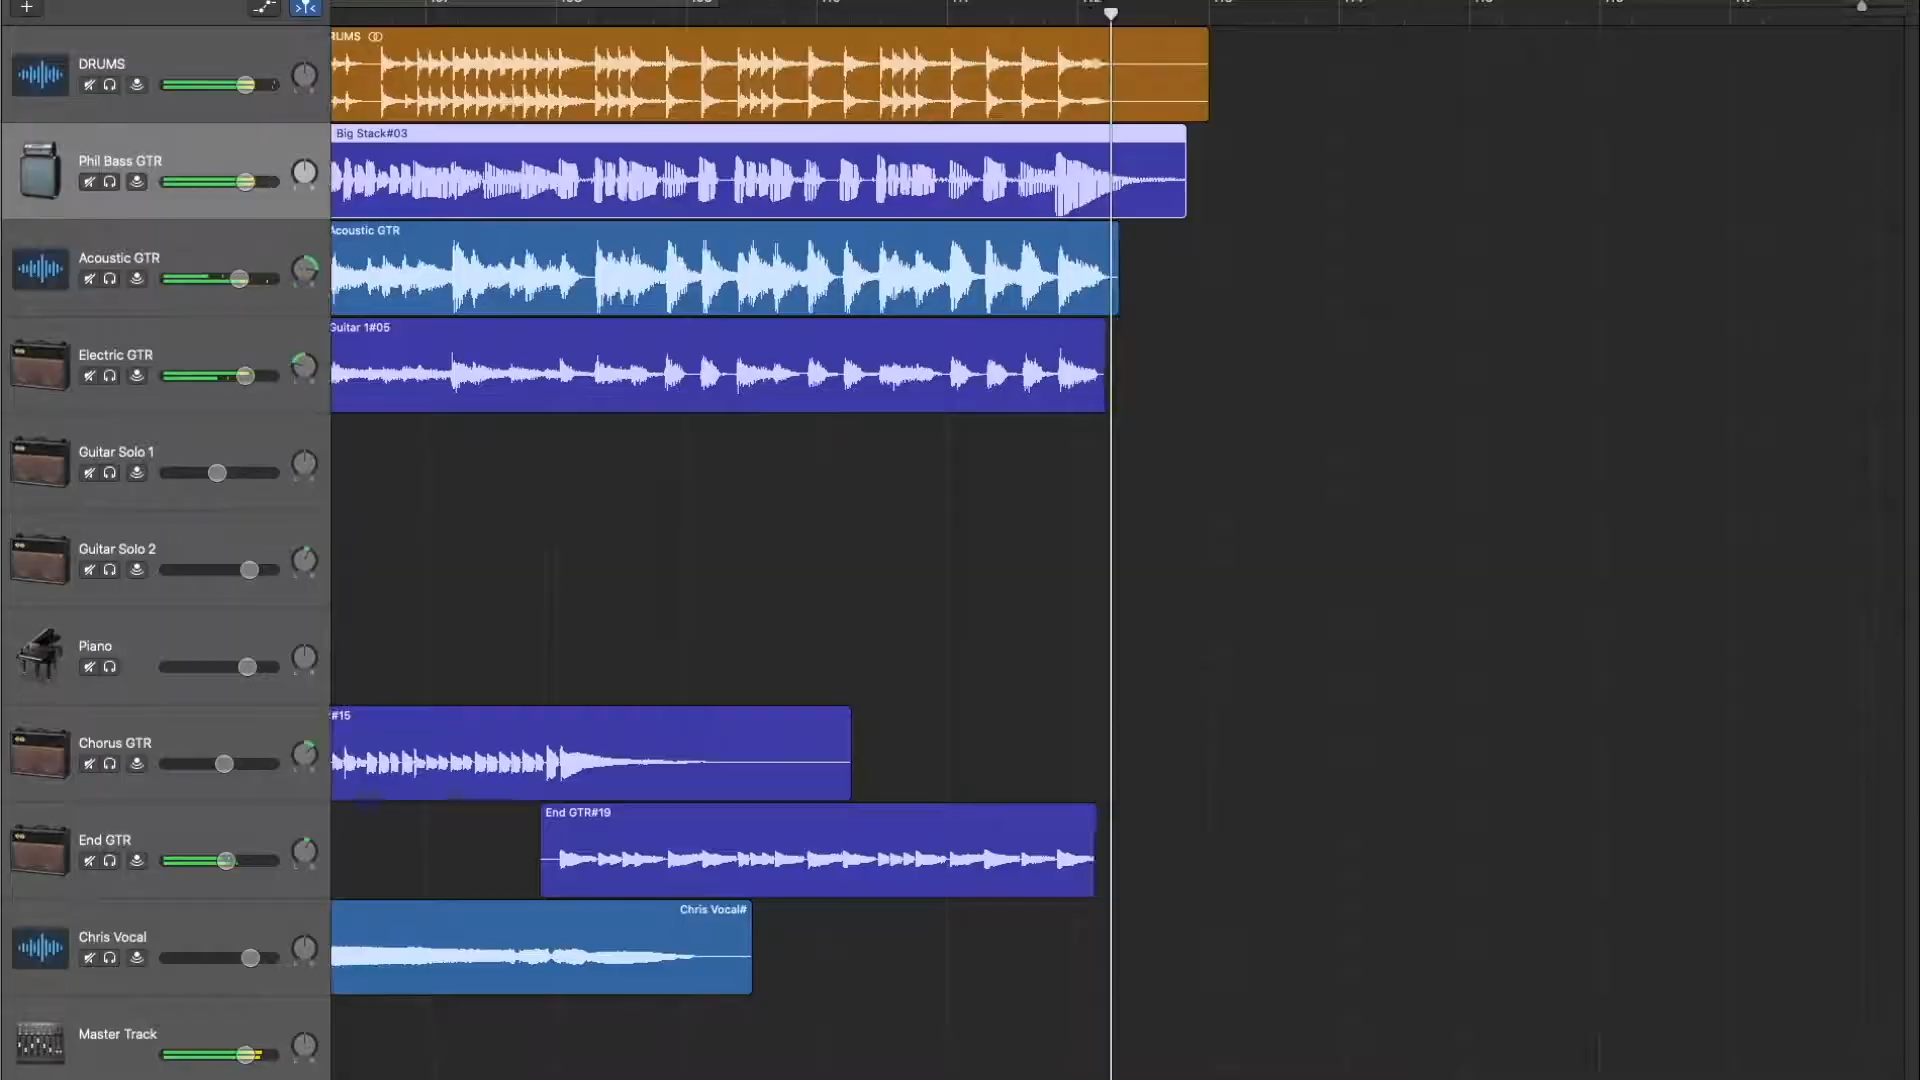 DRUMS
RUMS
Phil Bass GTR
Big Stack#03
Acoustic GTR
Acoustic GTR
Electric GTR
Guitar 1#05
Guitar Solo 1
Guitar Solo 2
Piano
Chorus GTR
#15
End GTR
End GTR#19
Chris Vocal
Chris Vocal#
Master Track